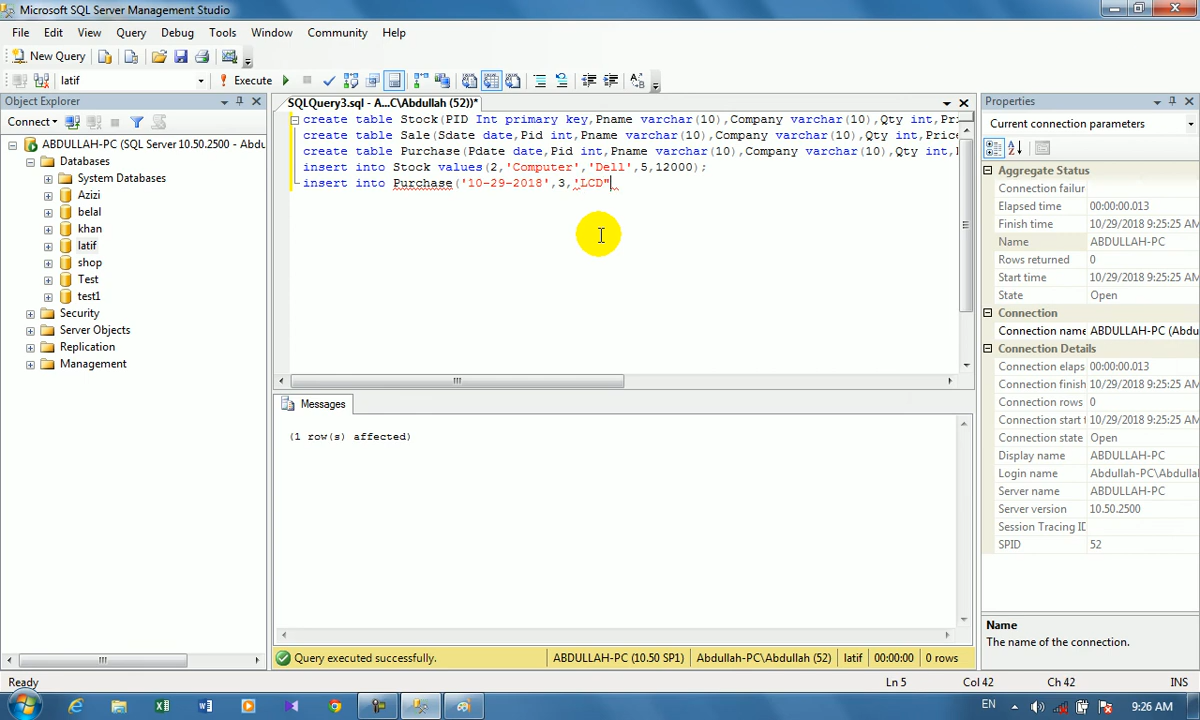 Microsoft SQL Server Management Studio
File Edit View Query Debug Tools Window Community Help
New Query
latif Execute
Object Explorer
Connect
ABDULLAH-PC (SQL Server 10.50.2500 - Abdu
Databases
System Databases
Azizi
belal
khan
latif
shop
Test
test1
Security
Server Objects
Replication
Management
SQLQuery3.sql - A...C\Abdullah (52))*
create table Stock(PID Int primary key,Pname varchar(10),Company varchar(10),Qty int,Pri
create table Sale(Sdate date,Pid int,Pname varchar(10),Company varchar(10),Qty int,Price
create table Purchase(Pdate date,Pid int,Pname varchar(10),Company varchar(10),Qty int,
insert into Stock values(2,'Computer','Dell',5,12000);
insert into Purchase('10-29-2018',3,'LCD"
Messages
(1 row(s) affected)
Query executed successfully. ABDULLAH-PC (10.50 SP1) Abdullah-PC\Abdullah (52) latif 00:00:00 0 rows
Properties
Current connection parameters
Aggregate Status
Connection failur
Elapsed time 00:00:00.013
Finish time 10/29/2018 9:25:25 AM
Name ABDULLAH-PC
Rows returned 0
Start time 10/29/2018 9:25:25 AM
State Open
Connection
Connection name ABDULLAH-PC (Abdu
Connection Details
Connection elaps 00:00:00.013
Connection finish 10/29/2018 9:25:25 AM
Connection rows 0
Connection start t 10/29/2018 9:25:25 AM
Connection state Open
Display name ABDULLAH-PC
Login name Abdullah-PC\Abdullah
Server name ABDULLAH-PC
Server version 10.50.2500
Session Tracing ID
SPID 52
Name
The name of the connection.
Ready Ln 5 Col 42 Ch 42 INS
EN 9:26 AM